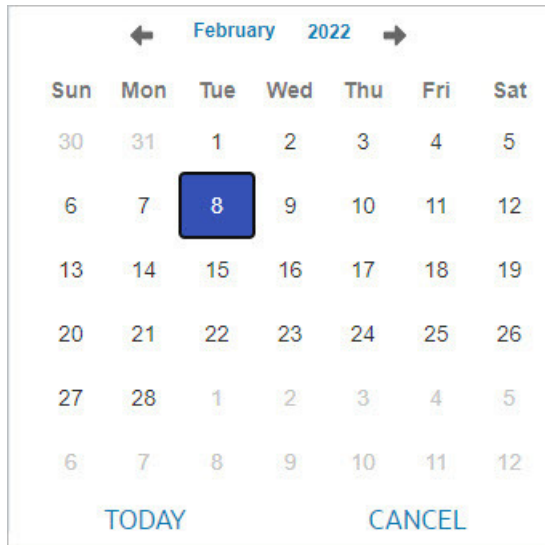 February 2022
Sun Mon Tue Wed Thu Fri Sat
30 31 1 2 3 4 5
6 7 8 9 10 11 12
13 14 15 16 17 18 19
20 21 22 23 24 25 26
27 28 1 2 3 4 5
6 7 8 9 10 11 12
TODAY CANCEL